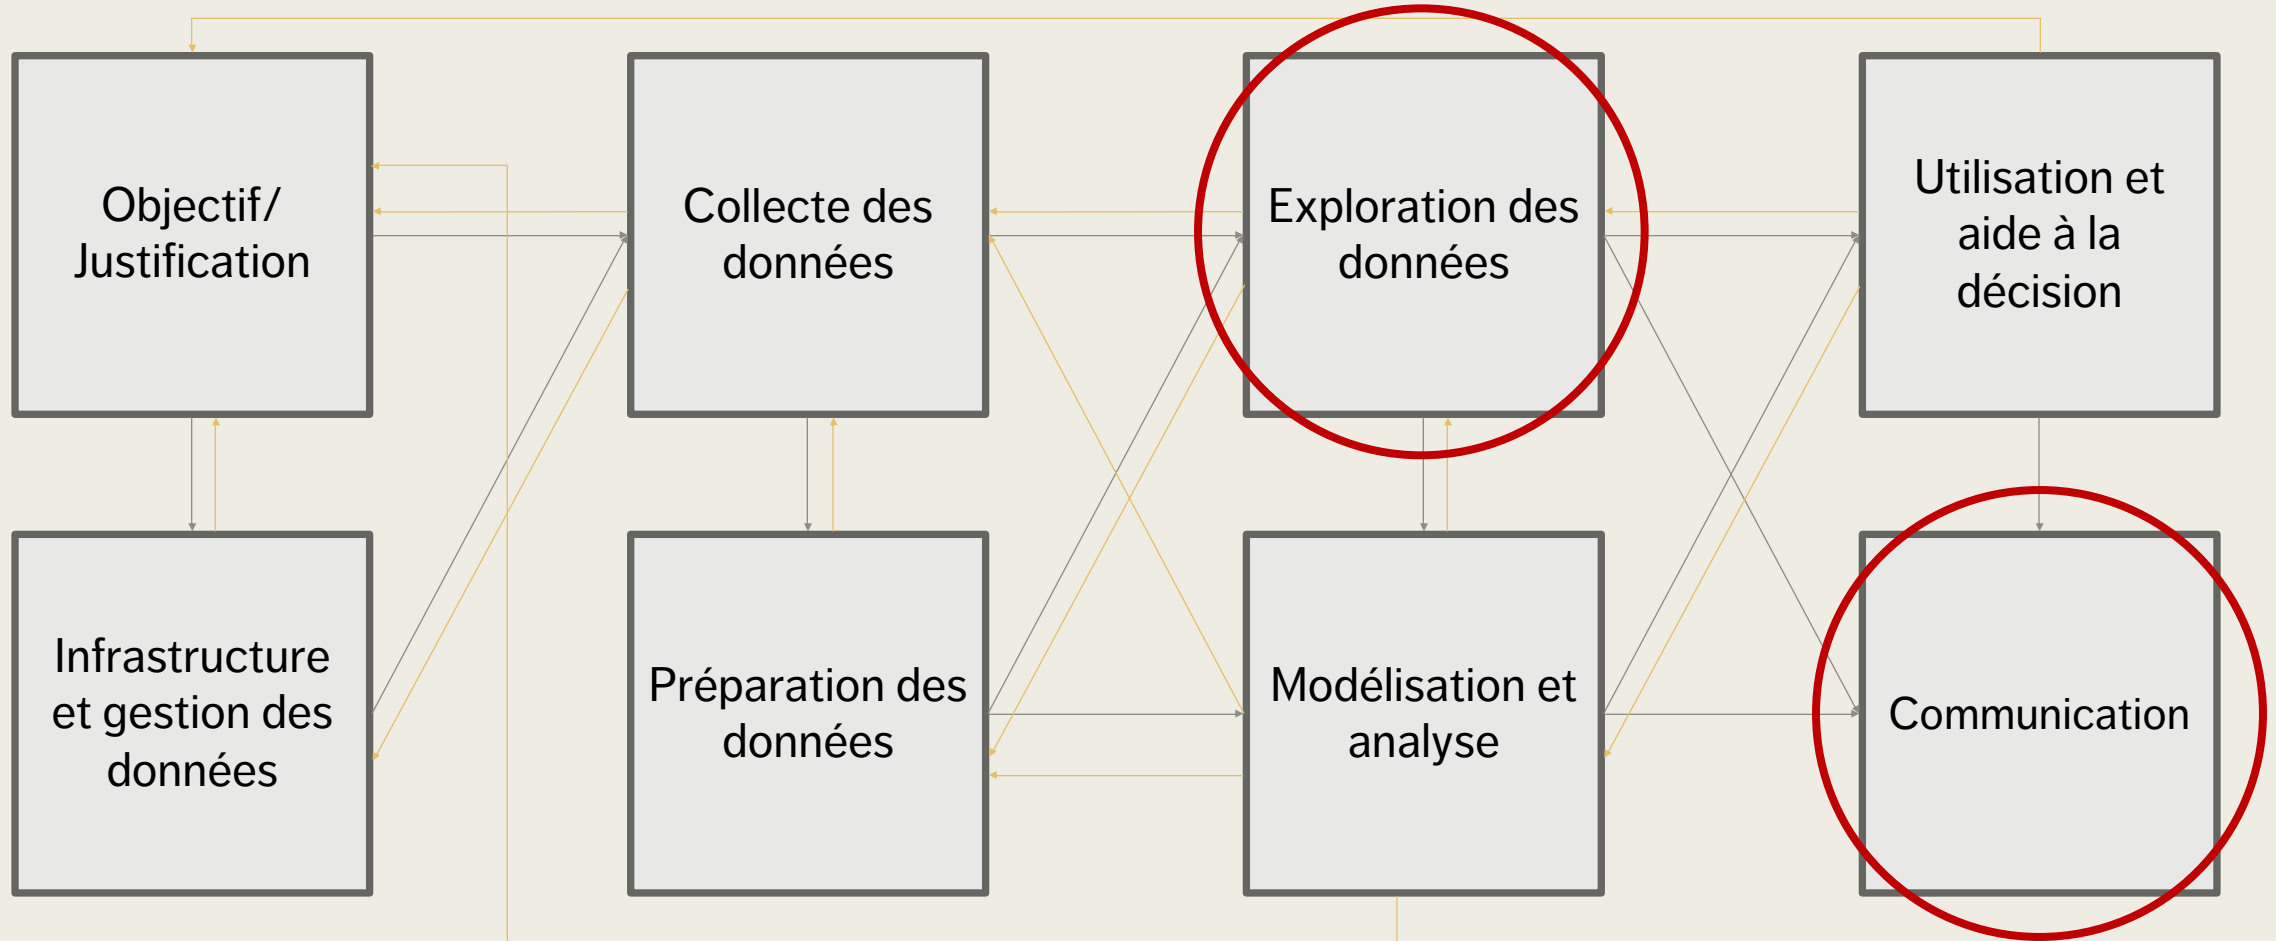 Objectif/
Justification
Collecte des
données
Exploration des
données
Utilisation et
aide à la
décision
Infrastructure
et gestion des
données
Préparation des
données
Modélisation et
analyse
Communication